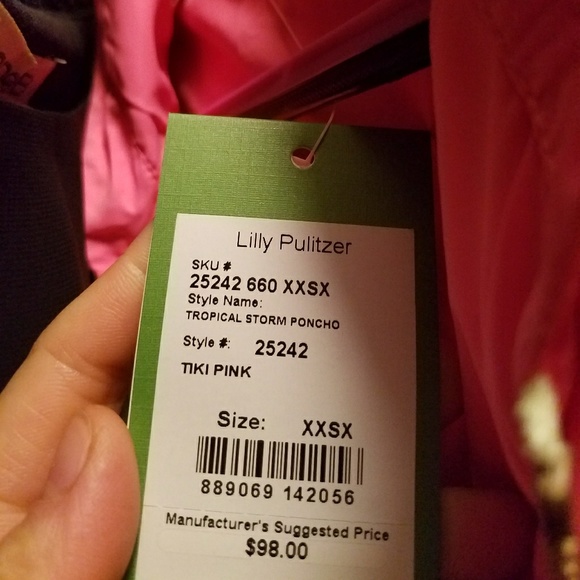 Lilly Pulitzer
SKU #
25242 660 XXSX
Style Name:
TROPICAL STORM PONCHO
Style #: 25242
TIKI PINK
Size: XXSX
889069 142056
Manufacturer's Suggested Price
$98.00